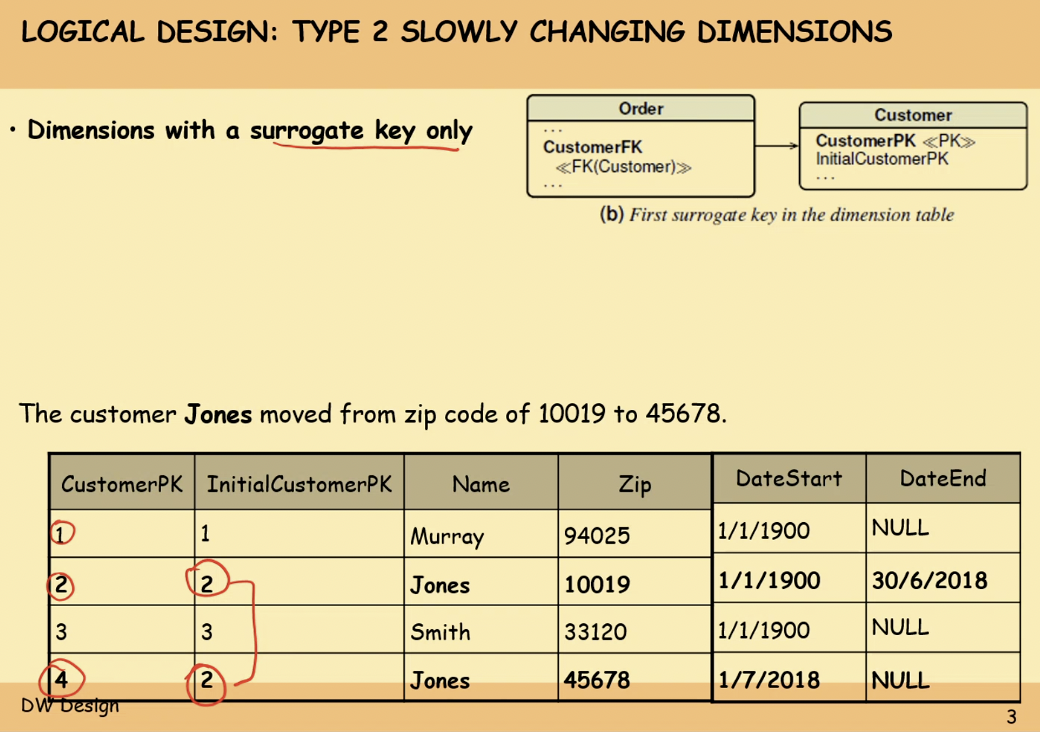 LOGICAL DESIGN: TYPE 2 SLOWLY CHANGING DIMENSIONS
• Dimensions with a surrogate key only
Order
...
CustomerFK
≪FK(Customer)≫
...
Customer
CustomerPK ≪PK≫
InitialCustomerPK
...
(b) First surrogate key in the dimension table
The customer Jones moved from zip code of 10019 to 45678.
CustomerPK InitialCustomerPK Name Zip DateStart DateEnd
1 1 Murray 94025 1/1/1900 NULL
2 2 Jones 10019 1/1/1900 30/6/2018
3 3 Smith 33120 1/1/1900 NULL
4 2 Jones 45678 1/7/2018 NULL
DW Design
3